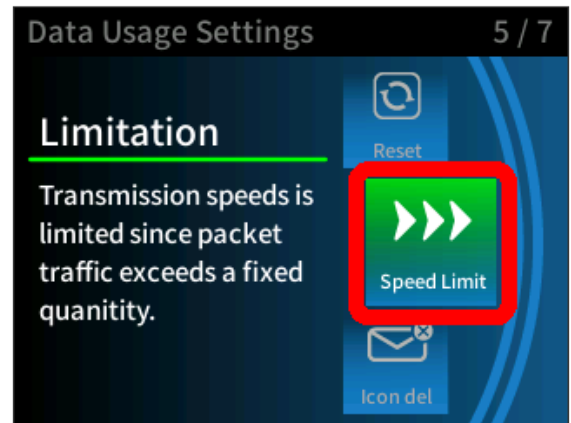 Data Usage Settings 5 / 7
Limitation
Reset
Transmission speeds is
limited since packet
traffic exceeds a fixed
quanitity.
Speed Limit
Icon del